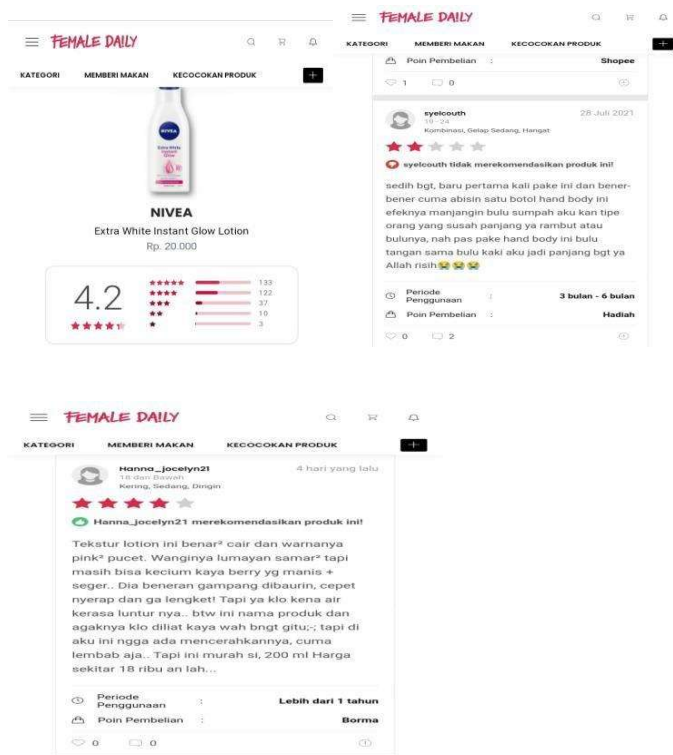 FEMALE DAILY
KATEGORI MEMBERI MAKAN KECOCOKAN PRODUK +
NIVEA
Extra White
Instant
Glow
NIVEA
Extra White Instant Glow Lotion
Rp. 20.000
4.2
133
122
37
10
3
FEMALE DAILY
KATEGORI MEMBERI MAKAN KECOCOKAN PRODUK +
Poin Pembelian : Shopee
1 0
syelcouth 28 Juli 2021
19 - 24
Kombinasi, Gelap Sedang, Hangat
syelcouth tidak merekomendasikan produk ini!
sedih bgt, baru pertama kali pake ini dan bener-
bener cuma abisin satu botol hand body ini
efeknya manjangin bulu sumpah aku kan tipe
orang yang susah panjang ya rambut atau
bulunya, nah pas pake hand body ini bulu
tangan sama bulu kaki aku jadi panjang bgt ya
Allah risih😭😭😭
Periode
Penggunaan : 3 bulan - 6 bulan
Poin Pembelian : Hadiah
0 2
FEMALE DAILY
KATEGORI MEMBERI MAKAN KECOCOKAN PRODUK +
Hanna_jocelyn21 4 hari yang lalu
18 dan Bawah
Kering, Sedang, Dingin
Hanna_jocelyn21 merekomendasikan produk ini!
Tekstur lotion ini benar² cair dan warnanya
pink² pucet. Wanginya lumayan samar² tapi
masih bisa kecium kaya berry yg manis +
seger.. Dia beneran gampang dibaurin, cepet
nyerap dan ga lengket! Tapi ya klo kena air
kerasa luntur nya.. btw ini nama produk dan
agaknya klo diliat kaya wah bngt gitu;-; tapi di
aku ini ngga ada mencerahkannya, cuma
lembab aja.. Tapi ini murah si, 200 ml Harga
sekitar 18 ribu an lah...
Periode
Penggunaan : Lebih dari 1 tahun
Poin Pembelian : Borma
0 0